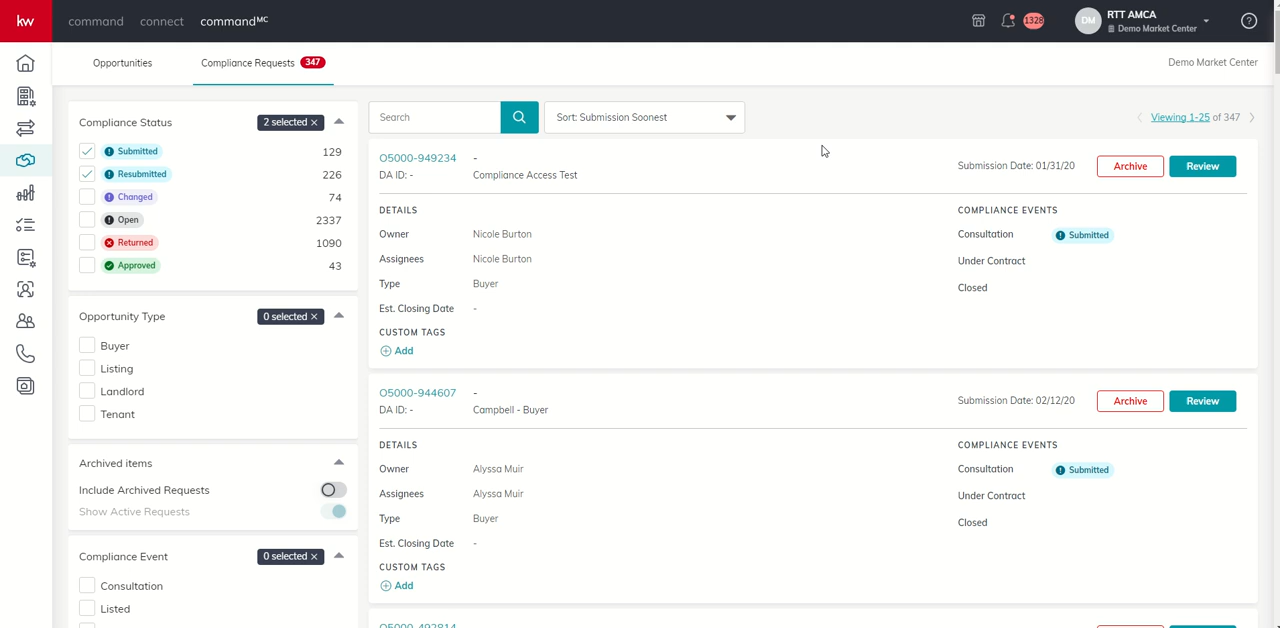 kw command connect commandMC 1328 DM RTT AMCA
Demo Market Center
Opportunities Compliance Requests 347 Demo Market Center
Compliance Status 2 selected ×
Submitted 129
Resubmitted 226
Changed 74
Open 2337
Returned 1090
Approved 43
Opportunity Type 0 selected ×
Buyer
Listing
Landlord
Tenant
Archived items
Include Archived Requests
Show Active Requests
Compliance Event 0 selected ×
Consultation
Listed
Search Sort: Submission Soonest Viewing 1-25 of 347
O5000-949234 -
DA ID: - Compliance Access Test
Submission Date: 01/31/20 Archive Review
DETAILS
Owner Nicole Burton
Assignees Nicole Burton
Type Buyer
Est. Closing Date -
CUSTOM TAGS
Add
COMPLIANCE EVENTS
Consultation Submitted
Under Contract
Closed
O5000-944607 -
DA ID: - Campbell - Buyer
Submission Date: 02/12/20 Archive Review
DETAILS
Owner Alyssa Muir
Assignees Alyssa Muir
Type Buyer
Est. Closing Date -
CUSTOM TAGS
Add
COMPLIANCE EVENTS
Consultation Submitted
Under Contract
Closed
O5000-492814